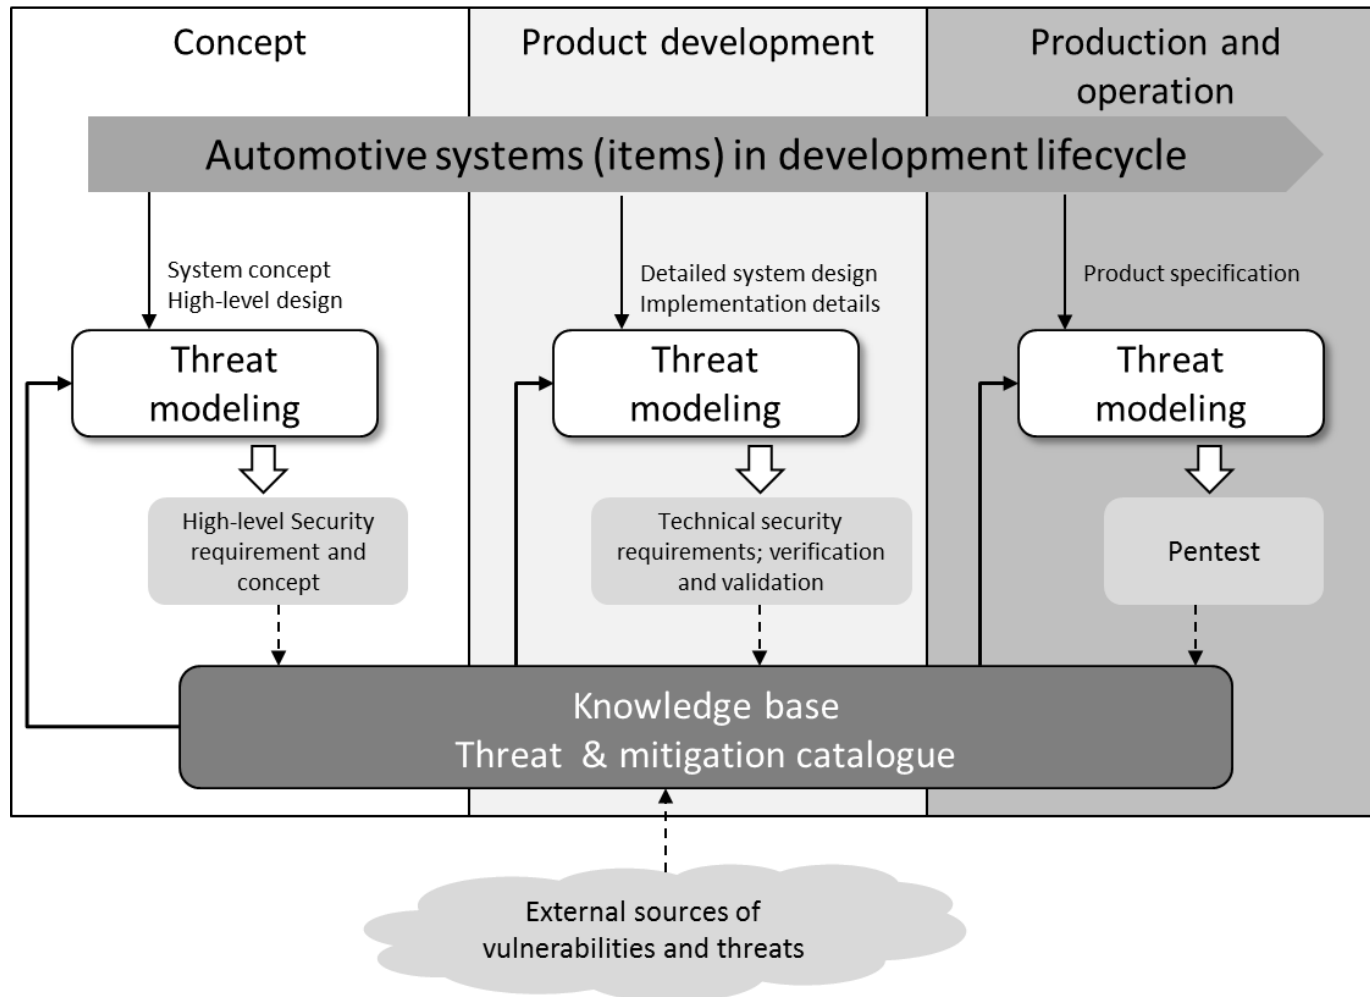 Concept
Product development
Production and
operation
Automotive systems (items) in development lifecycle
System concept
High-level design
Detailed system design
Implementation details
Product specification
Threat
modeling
Threat
modeling
Threat
modeling
High-level Security
requirement and
concept
Technical security
requirements; verification
and validation
Pentest
Knowledge base
Threat & mitigation catalogue
External sources of
vulnerabilities and threats